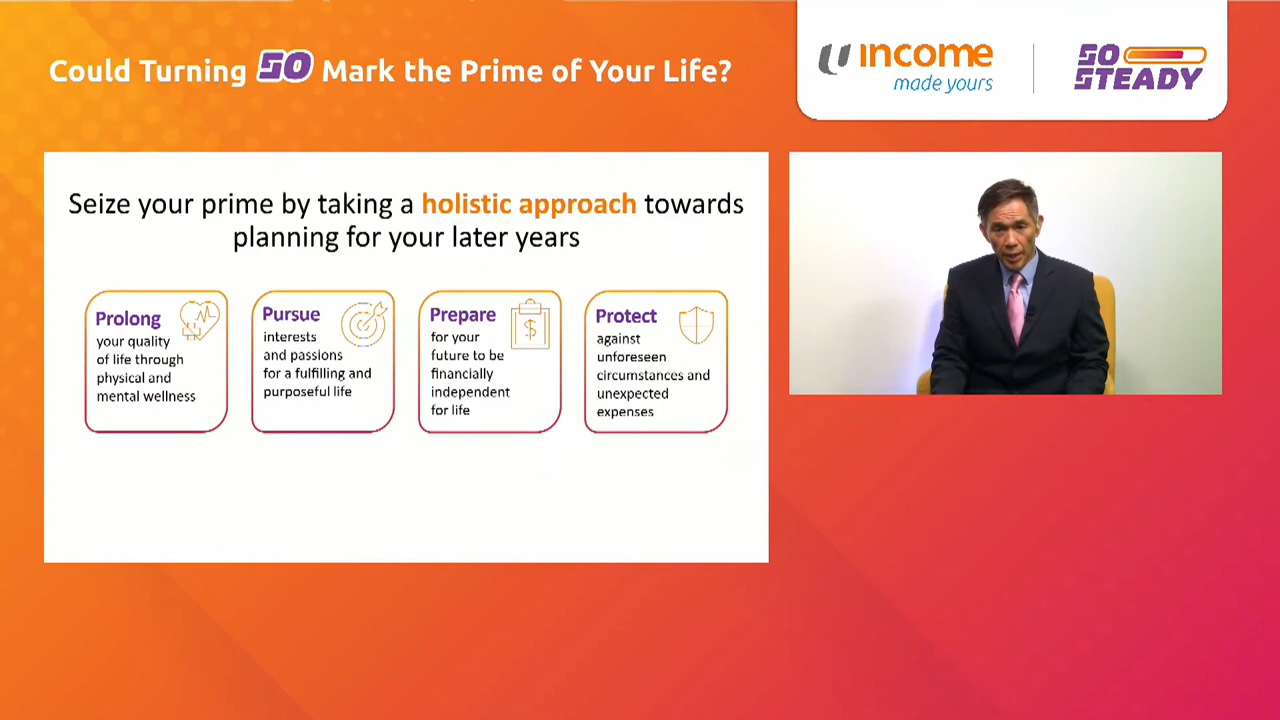 Could Turning 50 Mark the Prime of Your Life?
income
made yours
SO
STEADY
Seize your prime by taking a holistic approach towards
planning for your later years
Prolong
your quality
of life through
physical and
mental wellness
Pursue
interests
and passions
for a fulfilling and
purposeful life
Prepare
for your
future to be
financially
independent
for life
$
Protect
against
unforeseen
circumstances and
unexpected
expenses